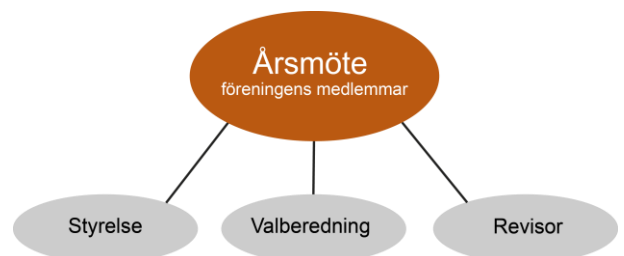 Årsmöte
föreningens medlemmar
Styrelse
Valberedning
Revisor